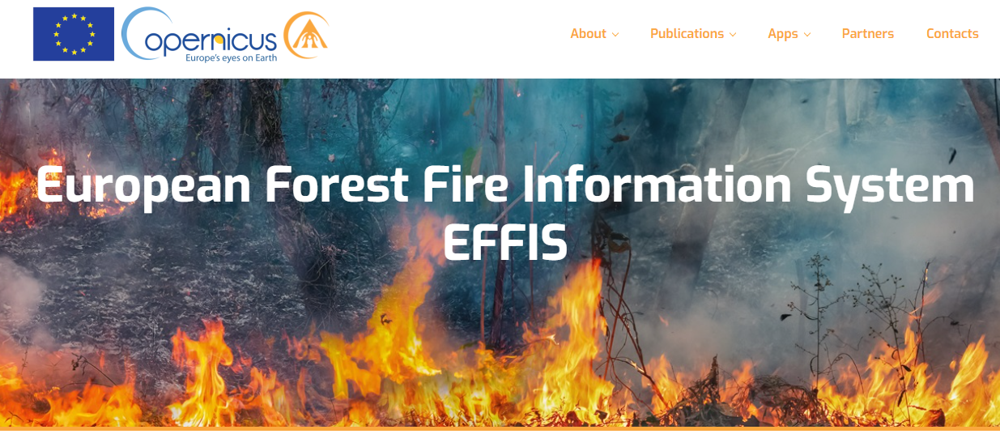 Copernicus
Europe's eyes on Earth
About
Publications
Apps
Partners
Contacts
European Forest Fire Information System
EFFIS